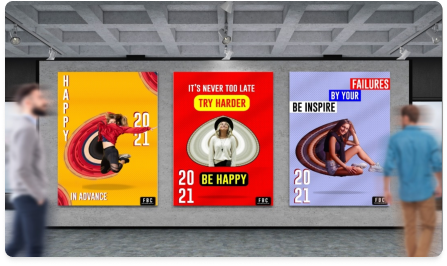 HAPPY
20
21
IN ADVANCE
FBC
IT'S NEVER TOO LATE
TRY HARDER
20
21
BE HAPPY
FBC
FAILURES
BY YOUR
BE INSPIRE
20
21
FBC